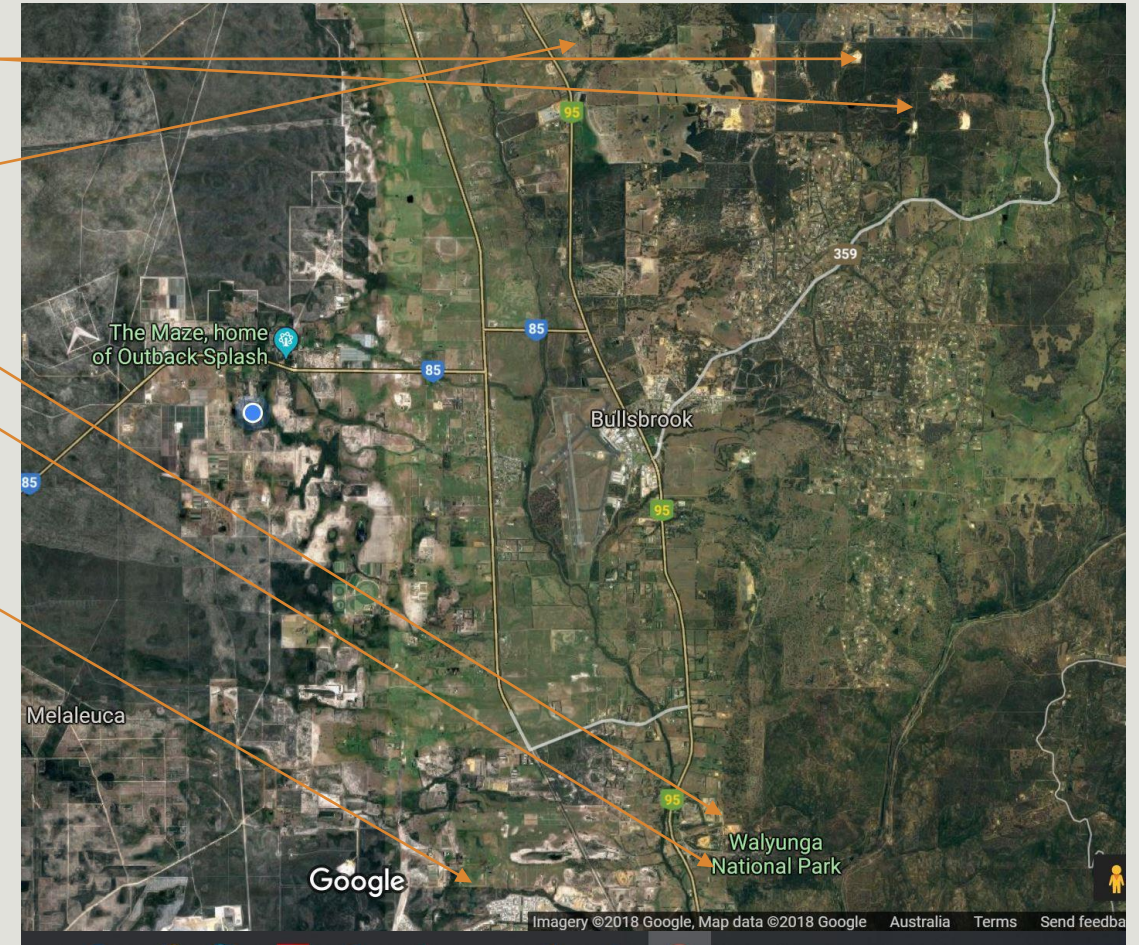 95
359
The Maze, home
of Outback Splash
85
85
Bullsbrook
85
95
Melaleuca
95
Walyunga
National Park
Google
Imagery ©2018 Google, Map data ©2018 Google Australia Terms Send feedba